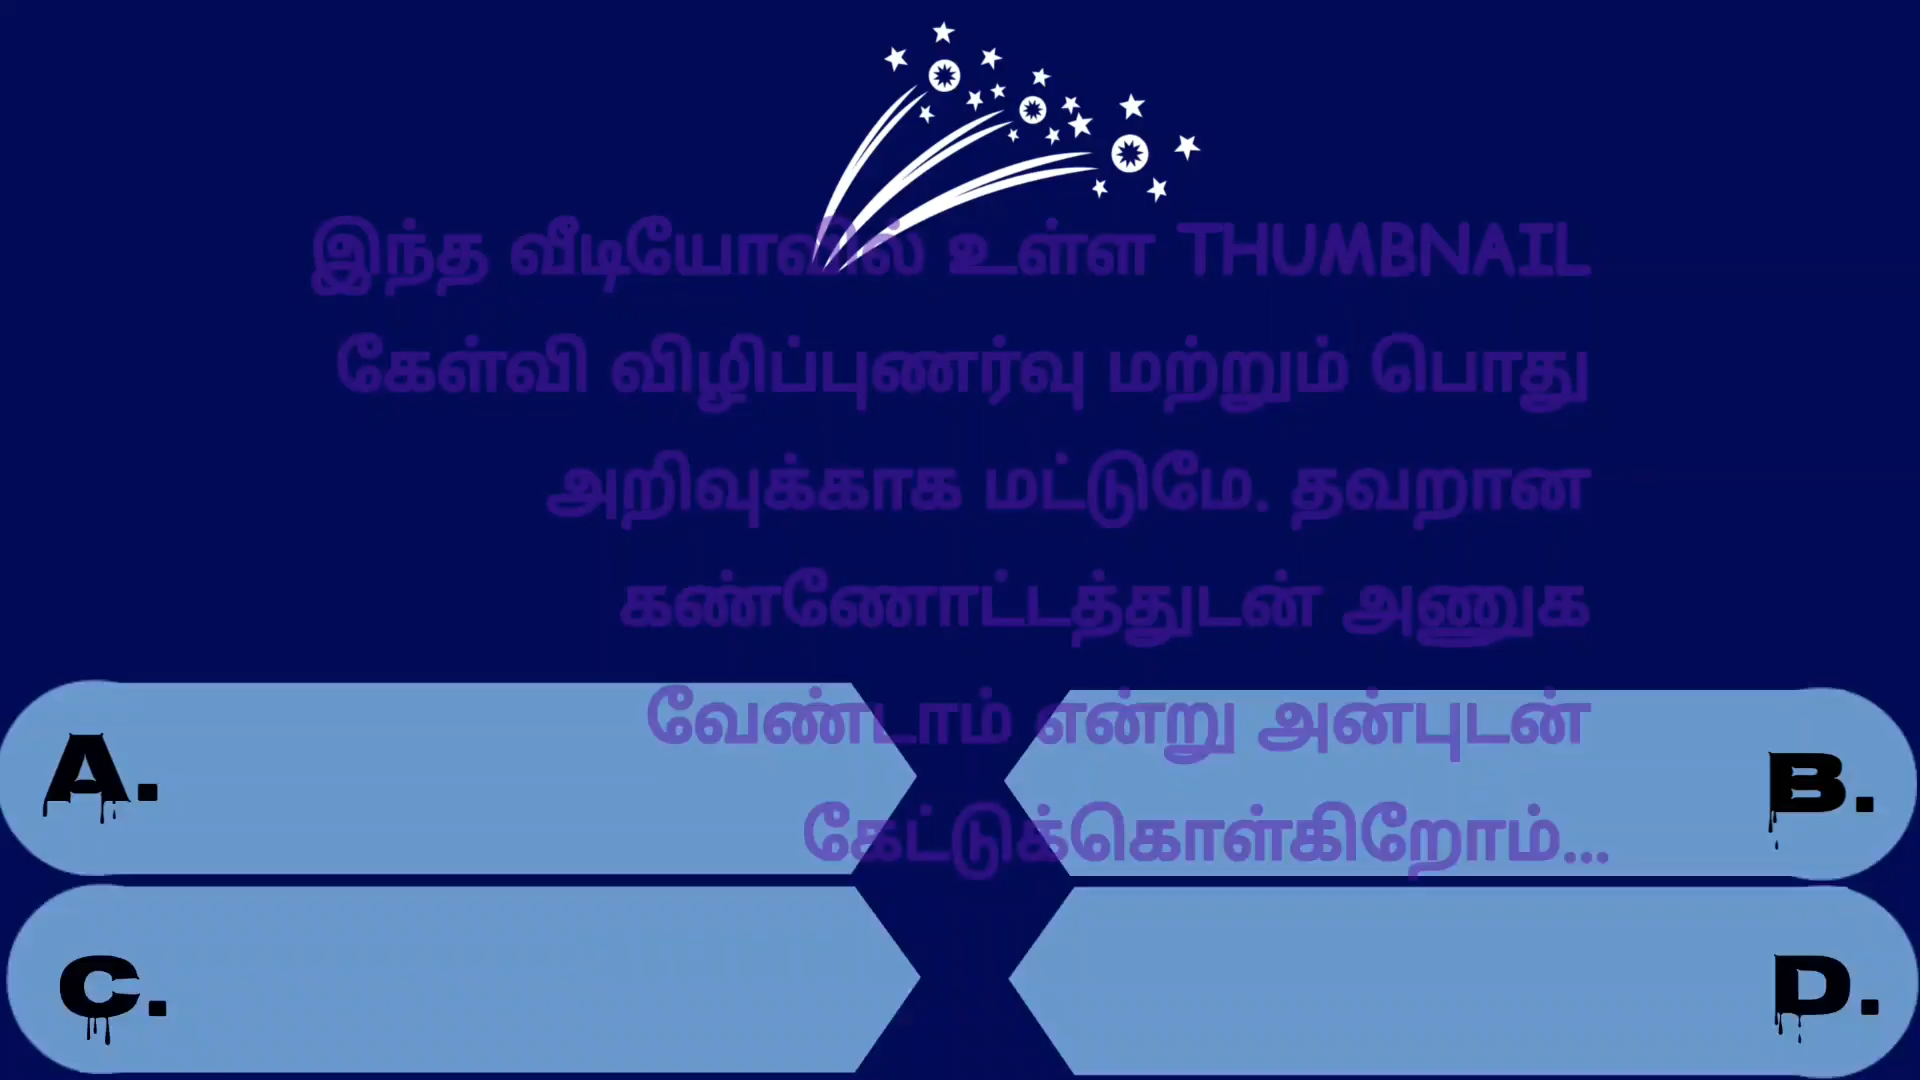 இந்த வீடியோவில் உள்ள THUMBNAIL
கேள்வி விழிப்புணர்வு மற்றும் பொது
அறிவுக்காக மட்டுமே. தவறான
கண்ணோட்டத்துடன் அணுக
வேண்டாம் என்று அன்புடன்
கேட்டுக்கொள்கிறோம்...
A.
B.
C.
D.